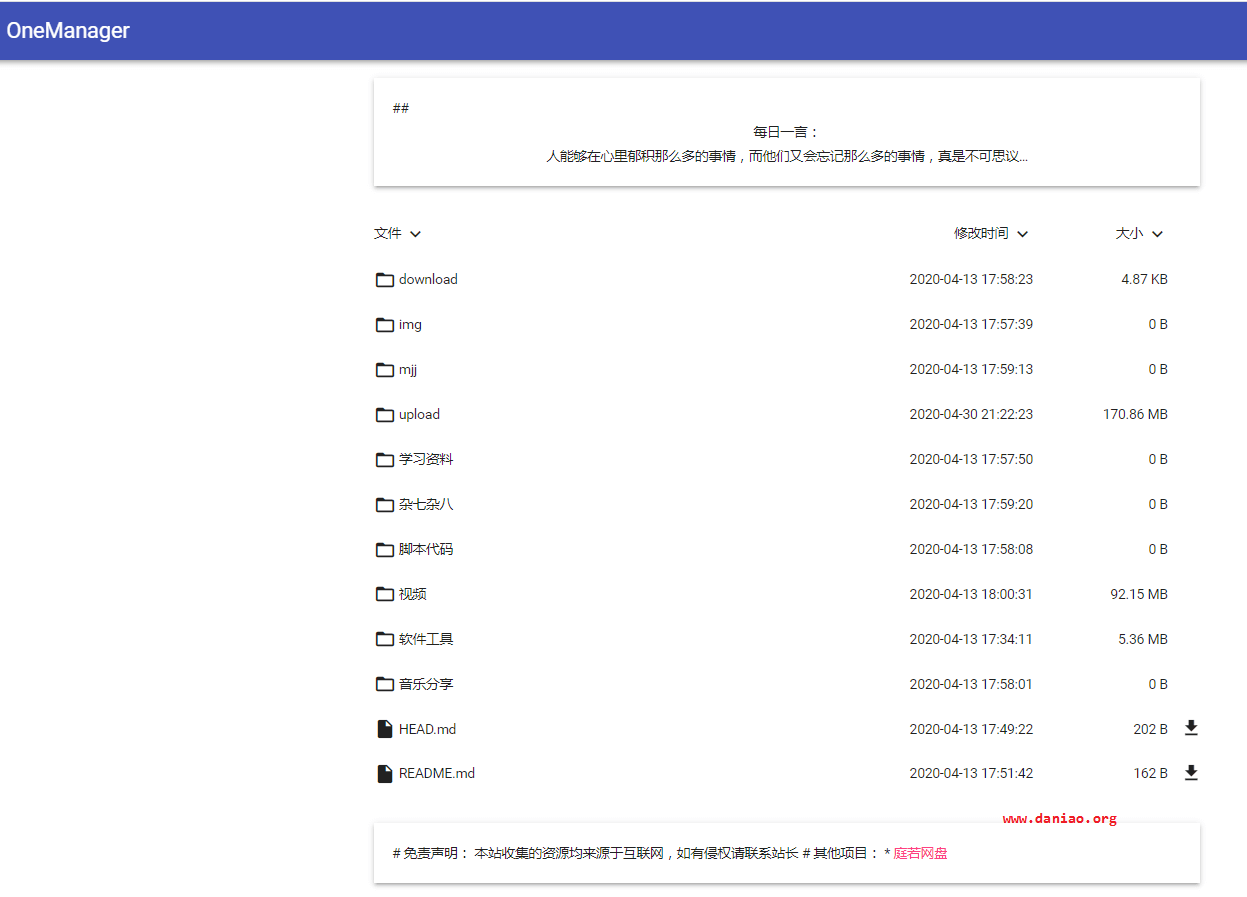 OneManager
##
每日一言：
人能够在心里郁积那么多的事情，而他们又会忘记那么多的事情，真是不可思议...
文件 修改时间 大小
download 2020-04-13 17:58:23 4.87 KB
img 2020-04-13 17:57:39 0 B
mjj 2020-04-13 17:59:13 0 B
upload 2020-04-30 21:22:23 170.86 MB
学习资料 2020-04-13 17:57:50 0 B
杂七杂八 2020-04-13 17:59:20 0 B
脚本代码 2020-04-13 17:58:08 0 B
视频 2020-04-13 18:00:31 92.15 MB
软件工具 2020-04-13 17:34:11 5.36 MB
音乐分享 2020-04-13 17:58:01 0 B
HEAD.md 2020-04-13 17:49:22 202 B
README.md 2020-04-13 17:51:42 162 B
www.daniao.org
# 免责声明： 本站收集的资源均来源于互联网，如有侵权请联系站长 # 其他项目： * 庭若网盘